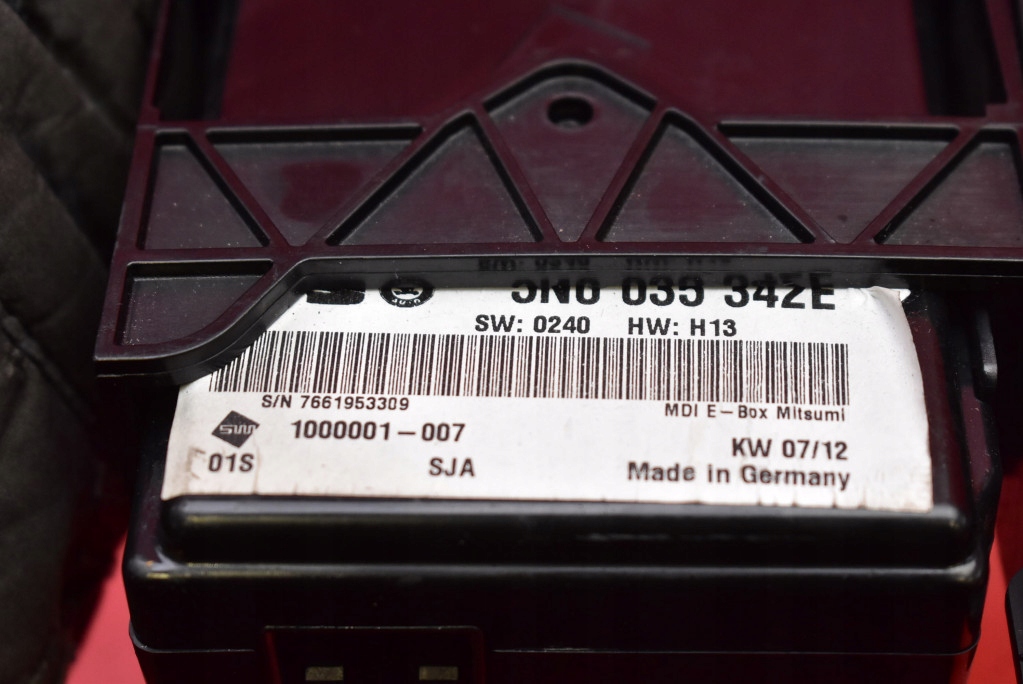 5N0 035 342E
SW: 0240 HW: H13
S/N 7661953309
MDI E-Box Mitsumi
SW
1000001-007
KW 07/12
01S
SJA
Made in Germany